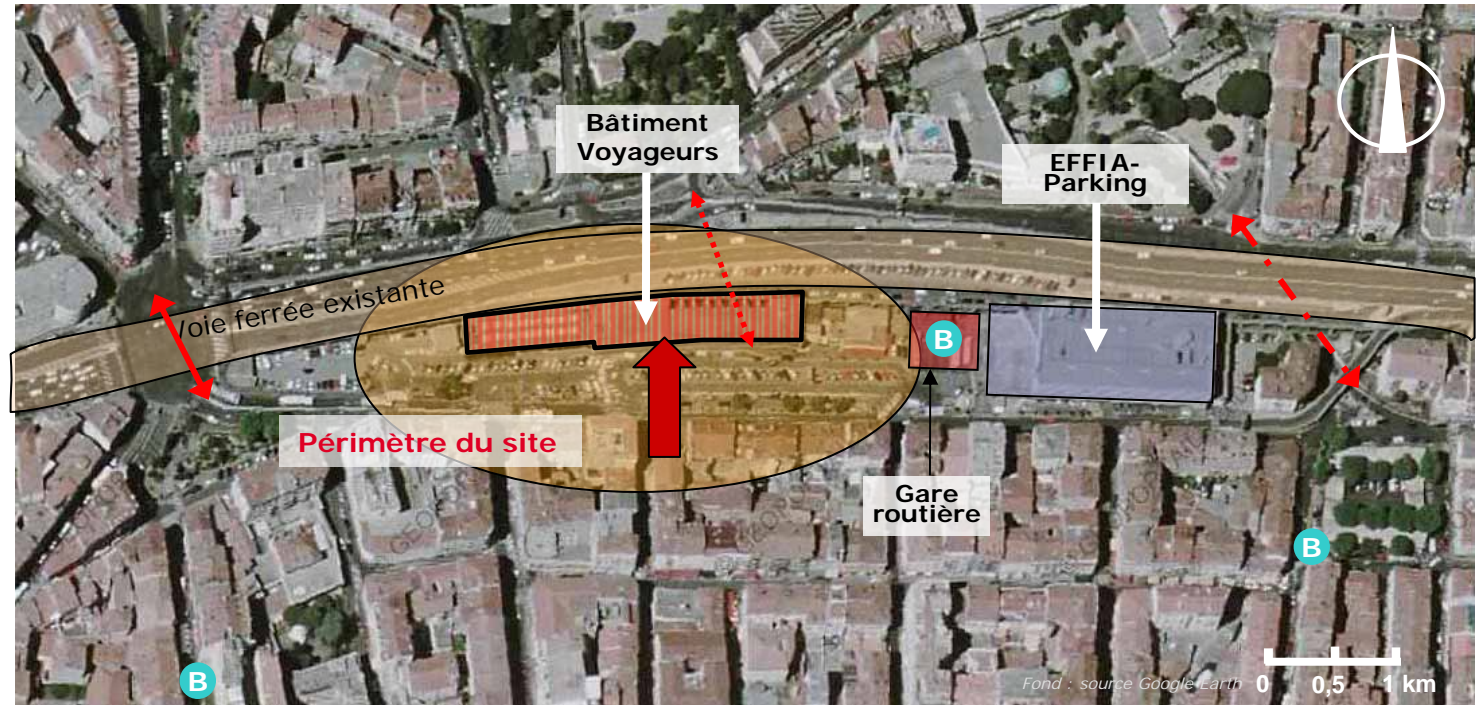 Bâtiment
Voyageurs
EFFIA-
Parking
Voie ferrée existante
B
Périmètre du site
Gare
routière
B
B
Fond : source Google Earth
0 0,5 1 km